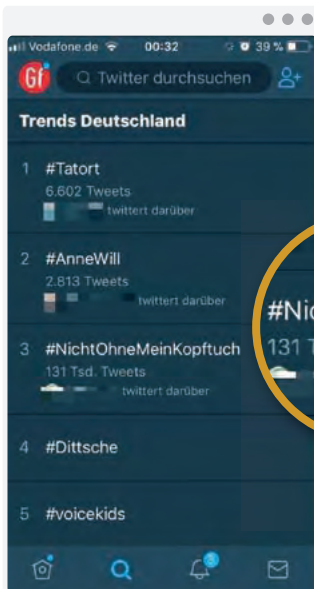 Vodafone.de 00:32 39 %
Gf Twitter durchsuchen
Trends Deutschland
1 #Tatort
6.602 Tweets
twittert darüber
2 #AnneWill
2.813 Tweets
twittert darüber
#Nic
3 #NichtOhneMeinKopftuch
131 T
131 Tsd. Tweets
twittert darüber
4 #Dittsche
5 #voicekids